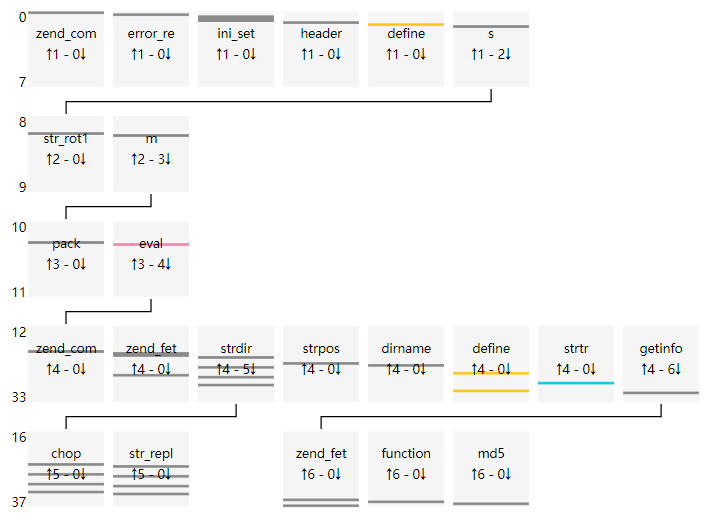 0
zend_com error_re ini_set header define s
↑1 - 0↓ ↑1 - 0↓ ↑1 - 0↓ ↑1 - 0↓ ↑1 - 0↓ ↑1 - 2↓
7
8
str_rot1 m
↑2 - 0↓ ↑2 - 3↓
9
10
pack eval
↑3 - 0↓ ↑3 - 4↓
11
12
zend_com zend_fet strdir strpos dirname define strtr getinfo
↑4 - 0↓ ↑4 - 0↓ ↑4 - 5↓ ↑4 - 0↓ ↑4 - 0↓ ↑4 - 0↓ ↑4 - 0↓ ↑4 - 6↓
33
16
chop str_repl zend_fet function md5
↑5 - 0↓ ↑5 - 0↓ ↑6 - 0↓ ↑6 - 0↓ ↑6 - 0↓
37